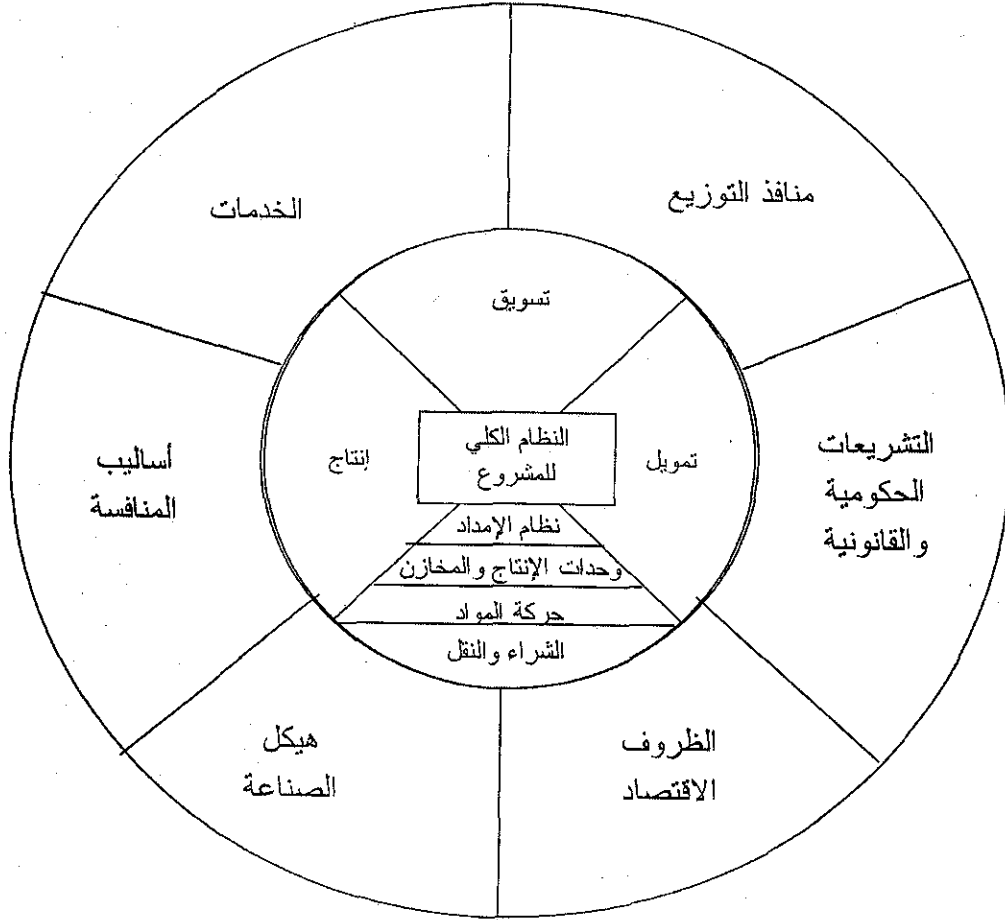 منافذ التوزيع
الخدمات
تسويق
النظام الكلي
للمشروع
تمويل
إنتاج
التشريعات
الحكومية
والقانونية
أساليب
المنافسة
نظام الإمداد
وحدات الإنتاج والمخازن
حركة المواد
الشراء والنقل
الظروف
الاقتصاد
هيكل
الصناعة